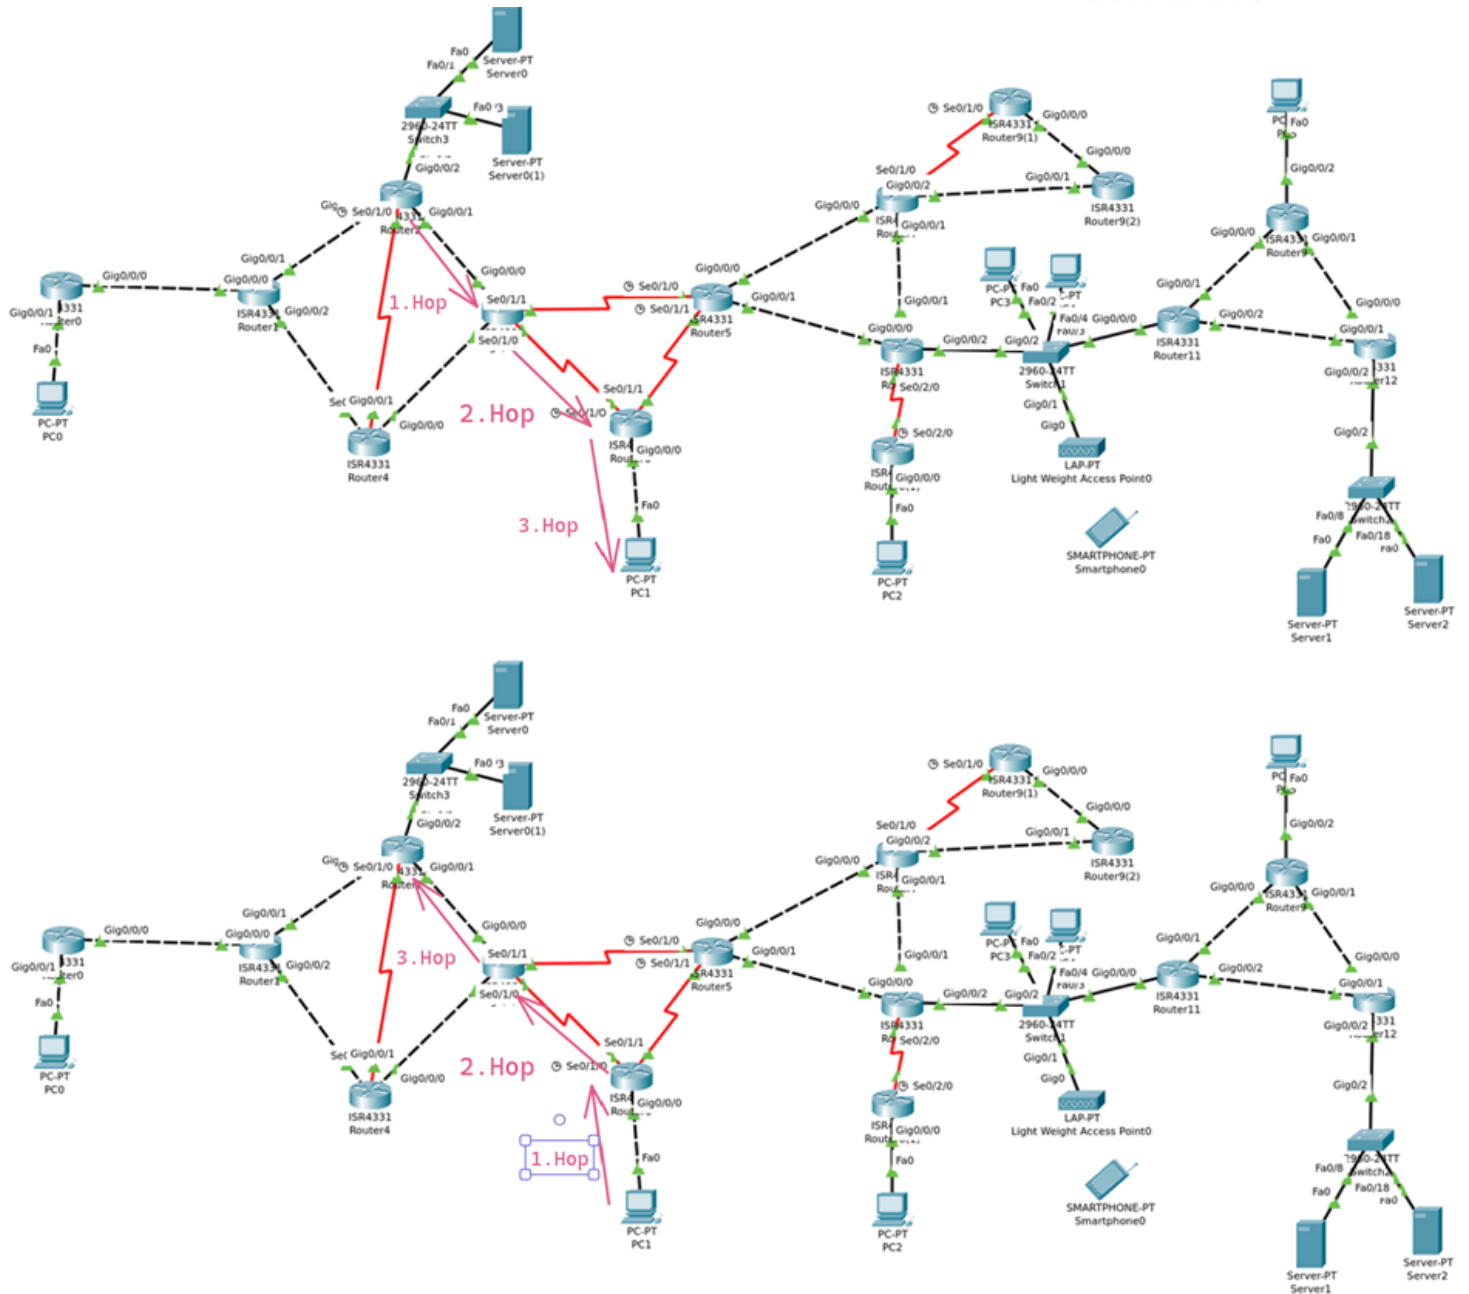 Server-PT
Server0
Fa0
Fa0/1
2960-24TT
Switch3
Fa0
Server-PT
Server0(1)
Gig0/0/2
Se0/1/0
Gig0/0/1
Gig0/0/0
Gig0/0/1
Gig0/0/0
Gig0/0/1
Gig0/0/2
Fa0
PC-PT
PC0
Gig0/0/1
Gig0/0/0
ISR4331
Router4
Gig0/0/0
Se0/1/1
Se0/1/0
1.Hop
2.Hop
3.Hop
Se0/1/0
Se0/1/1
Gig0/0/0
Gig0/0/1
Router5
Se0/1/1
Gig0/0/0
Fa0
PC-PT
PC1
Se0/1/0
ISR4331
Router9(1)
Gig0/0/0
Gig0/0/0
Gig0/0/1
ISR4331
Router9(2)
Se0/1/0
Gig0/0/2
Gig0/0/0
Gig0/0/1
Gig0/0/1
Gig0/0/0
Gig0/0/2
Se0/2/0
Se0/2/0
Gig0/0/0
Fa0
PC-PT
PC2
PC3
Fa0
Fa0/2
Fa0/4
Gig0/2
2960-24TT
Switch1
Gig0/1
Gig0
LAP-PT
Light Weight Access Point0
SMARTPHONE-PT
Smartphone0
Gig0/0/0
Gig0/0/1
Gig0/0/2
ISR4331
Router11
Fa0
Gig0/0/2
ISR4331
Gig0/0/0
Gig0/0/1
Gig0/0/0
Gig0/0/1
Gig0/0/2
Gig0/2
Fa0/8
Fa0/18
Fa0
Server-PT
Server1
Server-PT
Server2
Server-PT
Server0
Fa0
Fa0/1
2960-24TT
Switch3
Fa0
Server-PT
Server0(1)
Gig0/0/2
Se0/1/0
Gig0/0/1
Gig0/0/0
Gig0/0/1
Gig0/0/0
Gig0/0/0
Gig0/0/1
Gig0/0/2
Fa0
PC-PT
PC0
Gig0/0/1
Gig0/0/0
ISR4331
Router4
Se0/1/1
Se0/1/0
3.Hop
2.Hop
1.Hop
Se0/1/0
Se0/1/1
Gig0/0/0
Gig0/0/1
Router5
Se0/1/1
Se0/1/0
Gig0/0/0
Fa0
PC-PT
PC1
Se0/1/0
ISR4331
Router9(1)
Gig0/0/0
Gig0/0/0
Gig0/0/1
ISR4331
Router9(2)
Se0/1/0
Gig0/0/2
Gig0/0/0
Gig0/0/1
Gig0/0/1
Gig0/0/0
Gig0/0/2
Se0/2/0
Se0/2/0
Gig0/0/0
Fa0
PC-PT
PC2
PC3
Fa0
Fa0/2
Fa0/4
Gig0/2
2960-24TT
Switch1
Gig0/1
Gig0
LAP-PT
Light Weight Access Point0
SMARTPHONE-PT
Smartphone0
Gig0/0/0
Gig0/0/1
Gig0/0/2
ISR4331
Router11
Fa0
Gig0/0/2
ISR4331
Gig0/0/0
Gig0/0/1
Gig0/0/0
Gig0/0/1
Gig0/0/2
Gig0/2
Fa0/8
Fa0/18
Fa0
Server-PT
Server1
Server-PT
Server2